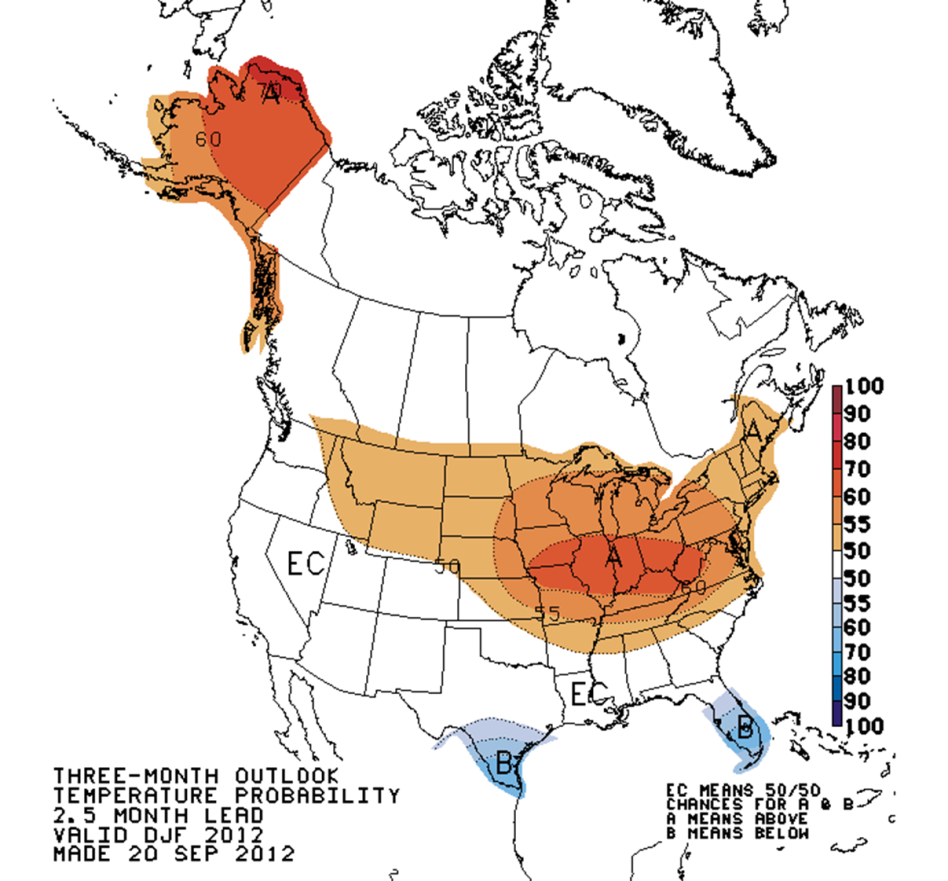 70
A
60
A
EC
A
50
60
55
EC
B
B
100
90
80
70
60
55
50
50
55
60
70
80
90
100
THREE-MONTH OUTLOOK
TEMPERATURE PROBABILITY
2.5 MONTH LEAD
VALID DJF 2012
MADE 20 SEP 2012
EC MEANS 50/50
CHANCES FOR A & B
A MEANS ABOVE
B MEANS BELOW